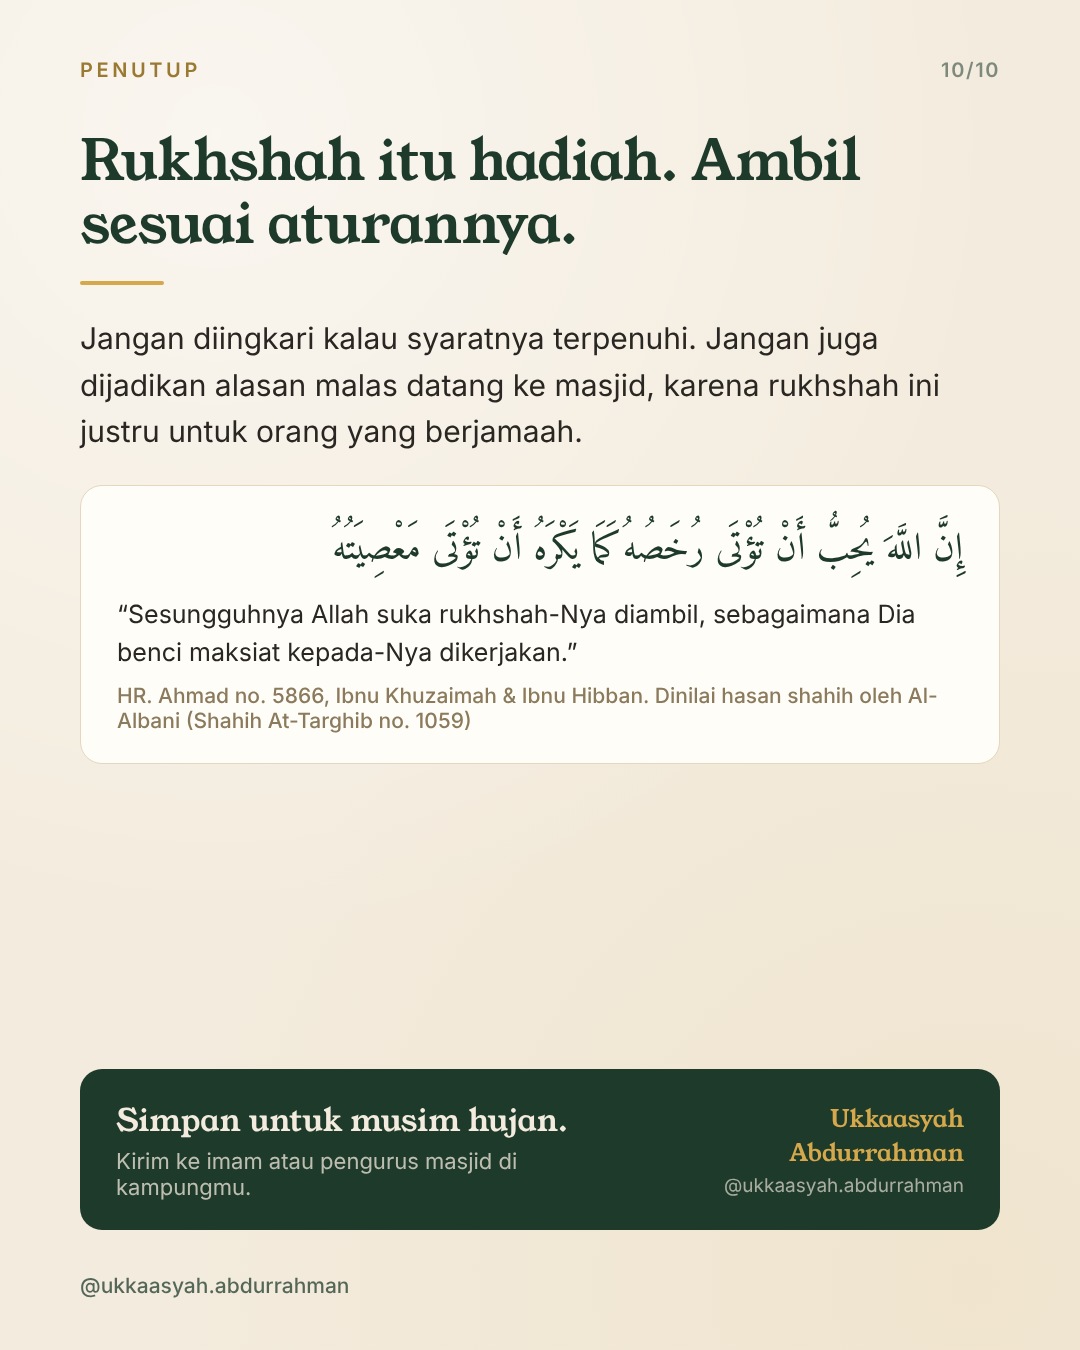 PENUTUP
10/10
Rukhshah itu hadiah. Ambil
sesuai aturannya.
Jangan diingkari kalau syaratnya terpenuhi. Jangan juga
dijadikan alasan malas datang ke masjid, karena rukhshah ini
justru untuk orang yang berjamaah.
إِنَّ اللَّهَ يُحِبُّ أَنْ تُؤْتَى رُخَصُهُ كَمَا يَكْرَهُ أَنْ تُؤْتَى مَعْصِيَتُهُ
“Sesungguhnya Allah suka rukhshah-Nya diambil, sebagaimana Dia
benci maksiat kepada-Nya dikerjakan.”
HR. Ahmad no. 5866, Ibnu Khuzaimah & Ibnu Hibban. Dinilai hasan shahih oleh Al-
Albani (Shahih At-Targhib no. 1059)
Simpan untuk musim hujan.
Kirim ke imam atau pengurus masjid di
kampungmu.
Ukkaasyah
Abdurrahman
@ukkaasyah.abdurrahman
@ukkaasyah.abdurrahman